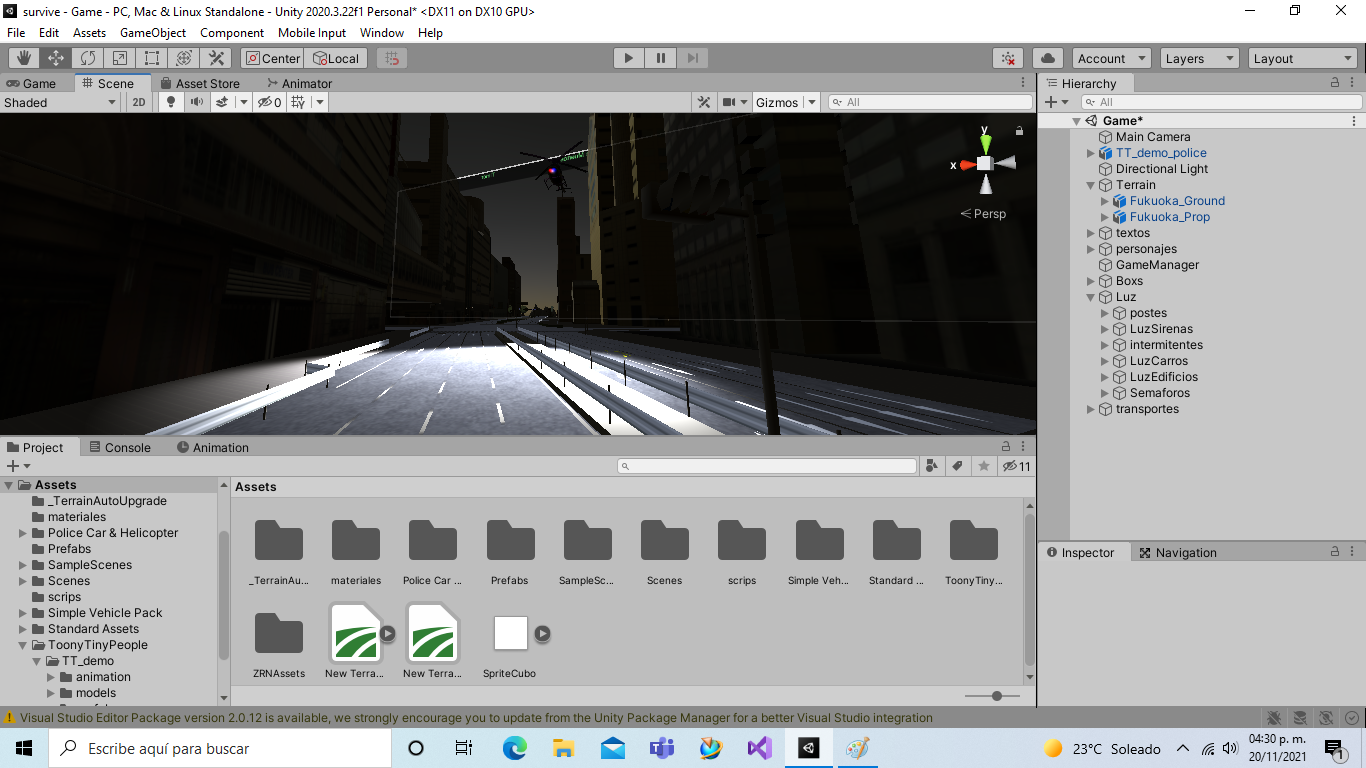 survive - Game - PC, Mac & Linux Standalone - Unity 2020.3.22f1 Personal* <DX11 on DX10 GPU>
File Edit Assets GameObject Component Mobile Input Window Help
Center Local Account Layers Layout
Game Scene Asset Store Animator
Shaded 2D 0 Gizmos All
y
x
Persp
Hierarchy
All
Game*
Main Camera
TT_demo_police
Directional Light
Terrain
Fukuoka_Ground
Fukuoka_Prop
textos
personajes
GameManager
Boxs
Luz
postes
LuzSirenas
intermitentes
LuzCarros
LuzEdificios
Semaforos
transportes
Project Console Animation
11
Assets
_TerrainAutoUpgrade
materiales
Police Car & Helicopter
Prefabs
SampleScenes
Scenes
scrips
Simple Vehicle Pack
Standard Assets
ToonyTinyPeople
TT_demo
animation
models
Assets
_TerrainAu... materiales Police Car ... Prefabs SampleSc... Scenes scrips Simple Veh... Standard ... ToonyTiny...
ZRNAssets New Terra... New Terra... SpriteCubo
Inspector Navigation
Visual Studio Editor Package version 2.0.12 is available, we strongly encourage you to update from the Unity Package Manager for a better Visual Studio integration
Escribe aquí para buscar
23°C Soleado
04:30 p. m.
20/11/2021
1